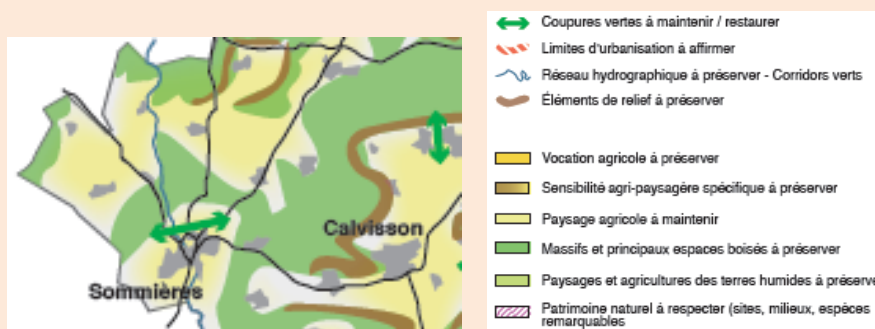 Calvisson
Sommières
Coupures vertes à maintenir / restaurer
Limites d'urbanisation à affirmer
Réseau hydrographique à préserver - Corridors verts
Éléments de relief à préserver
Vocation agricole à préserver
Sensibilité agri-paysagère spécifique à préserver
Paysage agricole à maintenir
Massifs et principaux espaces boisés à préserver
Paysages et agricultures des terres humides à préserve
Patrimoine naturel à respecter (sites, milieux, espèces
remarquables